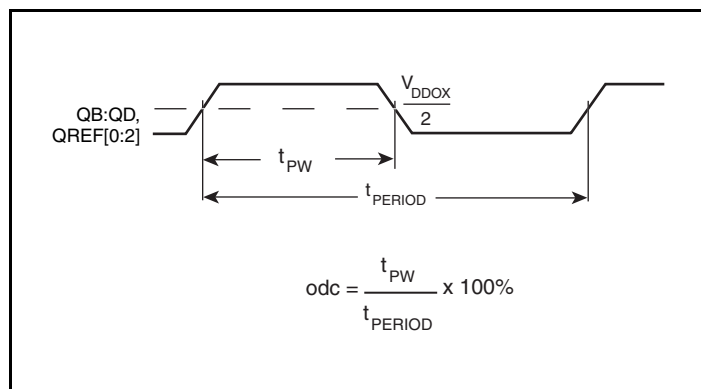 V_DDOX
2
QB:QD,
QREF[0:2]
t_PW
t_PERIOD
odc = t_PW / t_PERIOD x 100%